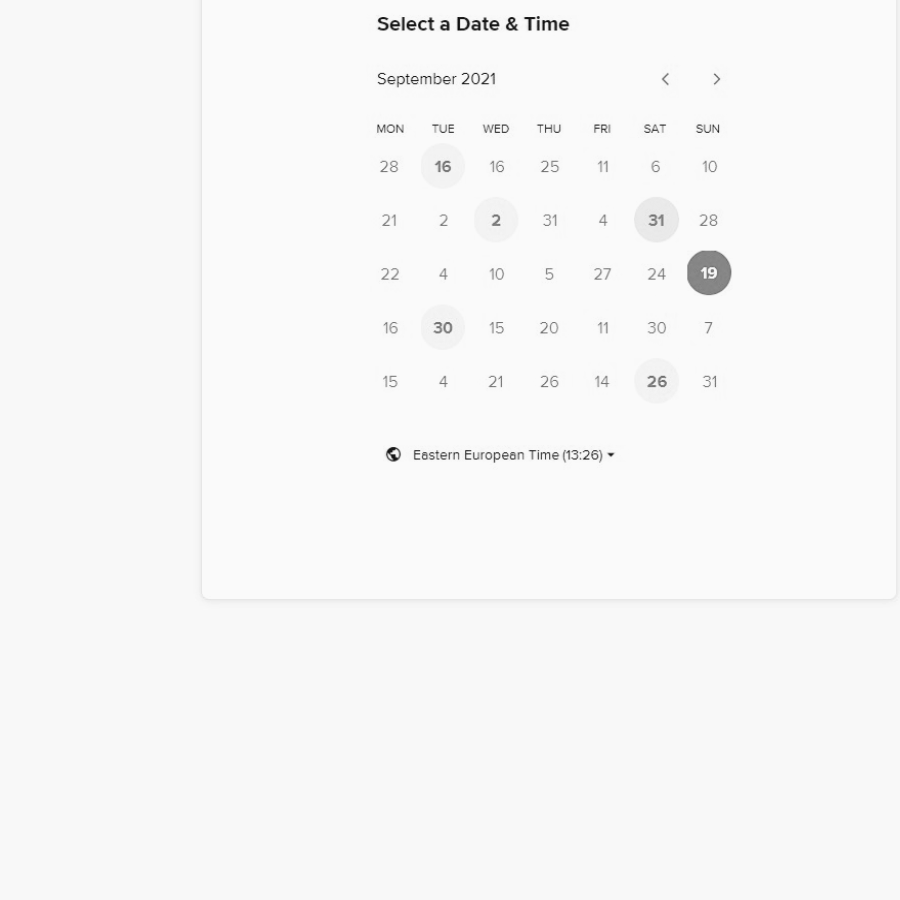 Select a Date & Time
September 2021
MON TUE WED THU FRI SAT SUN
28 16 16 25 11 6 10
21 2 2 31 4 31 28
22 4 10 5 27 24 19
16 30 15 20 11 30 7
15 4 21 26 14 26 31
Eastern European Time (13:26)